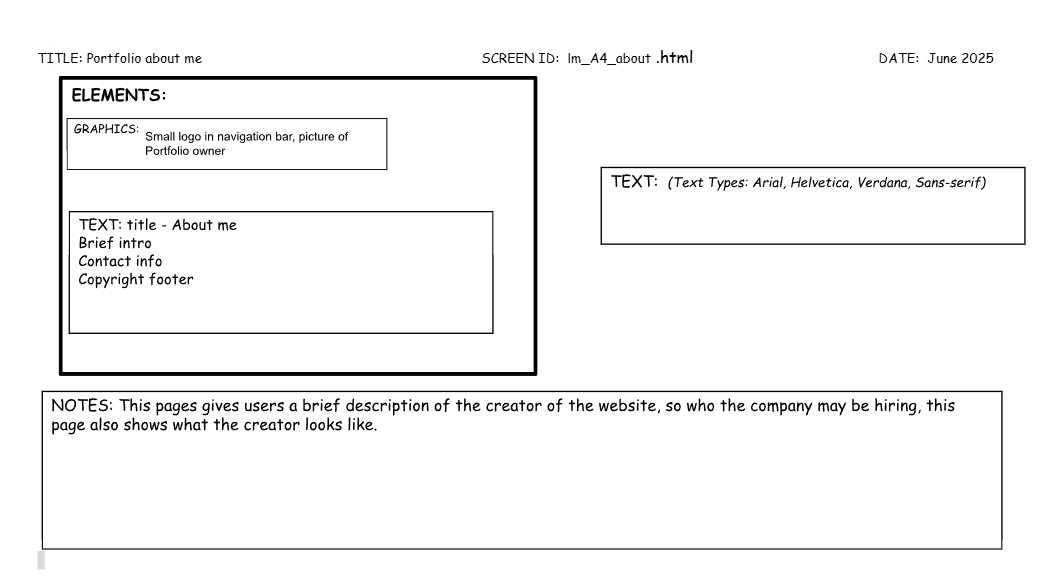 TITLE: Portfolio about me SCREEN ID: lm_A4_about .html DATE: June 2025
ELEMENTS:
GRAPHICS: Small logo in navigation bar, picture of
Portfolio owner
TEXT: (Text Types: Arial, Helvetica, Verdana, Sans-serif)
TEXT: title - About me
Brief intro
Contact info
Copyright footer
NOTES: This pages gives users a brief description of the creator of the website, so who the company may be hiring, this
page also shows what the creator looks like.